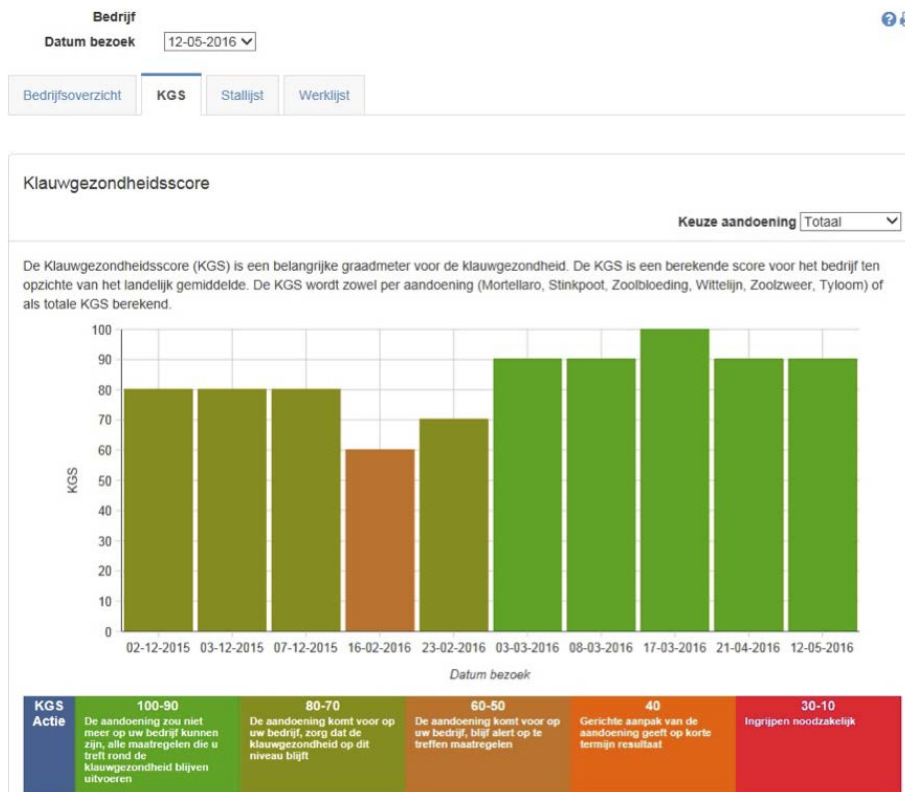 Bedrijf
Datum bezoek 12-05-2016
Bedrijfsoverzicht KGS Stallijst Werklijst
Klauwgezondheidsscore
Keuze aandoening Totaal
De Klauwgezondheidsscore (KGS) is een belangrijke graadmeter voor de klauwgezondheid. De KGS is een berekende score voor het bedrijf ten
opzichte van het landelijk gemiddelde. De KGS wordt zowel per aandoening (Mortellaro, Stinkpoot, Zoolbloeding, Wittelijn, Zoolzweer, Tyloom) of
als totale KGS berekend.
100
90
80
70
60
50
40
30
20
10
0
KGS
02-12-2015 03-12-2015 07-12-2015 16-02-2016 23-02-2016 03-03-2016 08-03-2016 17-03-2016 21-04-2016 12-05-2016
Datum bezoek
KGS
Actie
100-90
De aandoening zou niet
meer op uw bedrijf kunnen
zijn, alle maatregelen die u
treft rond de
klauwgezondheid blijven
uitvoeren
80-70
De aandoening komt voor op
uw bedrijf, zorg dat de
klauwgezondheid op dit
niveau blijft
60-50
De aandoening komt voor op
uw bedrijf, blijf alert op te
treffen maatregelen
40
Gerichte aanpak van de
aandoening geeft op korte
termijn resultaat
30-10
Ingrijpen noodzakelijk